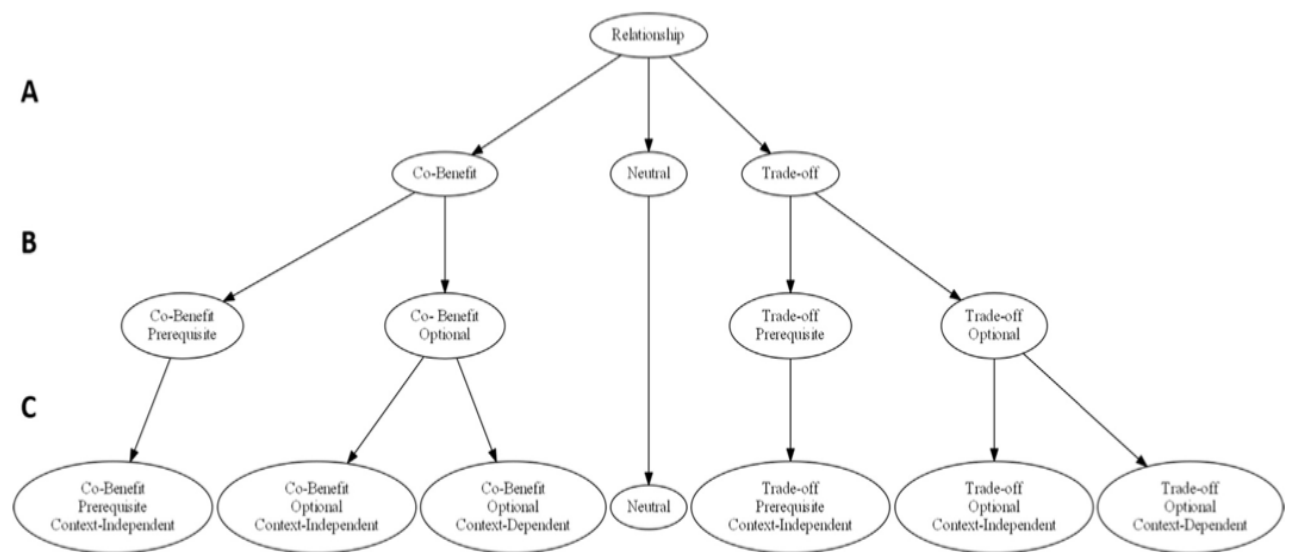 Relationship
A
Co-Benefit
Neutral
Trade-off
B
Co-Benefit
Prerequisite
Co- Benefit
Optional
Trade-off
Prerequisite
Trade-off
Optional
C
Co-Benefit
Prerequisite
Context-Independent
Co-Benefit
Optional
Context-Independent
Co-Benefit
Optional
Context-Dependent
Neutral
Trade-off
Prerequisite
Context-Independent
Trade-off
Optional
Context-Independent
Trade-off
Optional
Context-Dependent